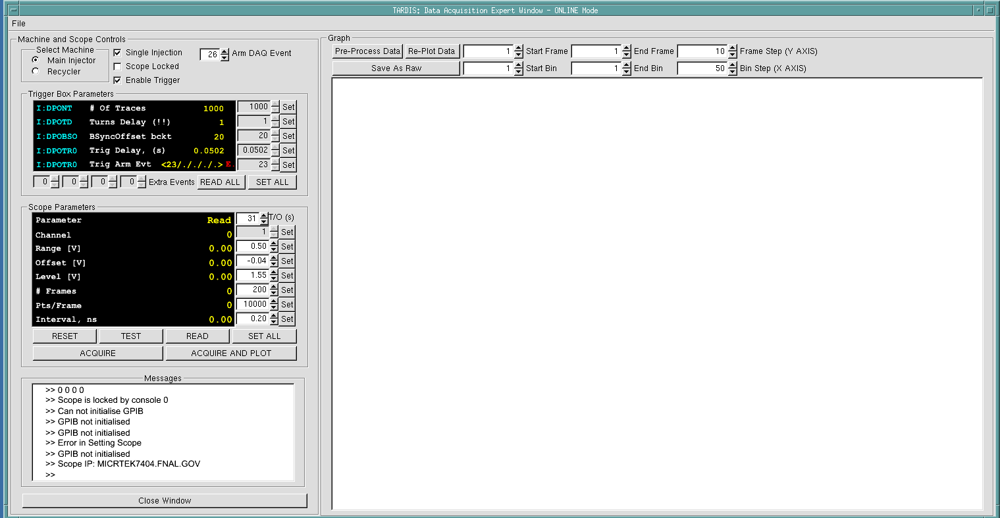 TARDIS: Data Acquisition Expert Window - ONLINE Mode
File
Machine and Scope Controls
Select Machine
Main Injector
Recycler
Single Injection
Scope Locked
Enable Trigger
26 Arm DAQ Event
Trigger Box Parameters
I:DPONT # Of Traces 1000 1000 Set
I:DPOTD Turns Delay (!!) 1 1 Set
I:DPOBSO BSyncOffset bckt 20 20 Set
I:DPOTR0 Trig Delay, (s) 0.0502 0.0502 Set
I:DPOTR0 Trig Arm Evt <23/./././.> E. 23 Set
0 0 0 0 Extra Events READ ALL SET ALL
Scope Parameters
Parameter Read 31 T/O (s)
Channel 0 1 Set
Range [V] 0.00 0.50 Set
Offset [V] 0.00 -0.04 Set
Level [V] 0.00 1.55 Set
# Frames 0 200 Set
Pts/Frame 0 10000 Set
Interval, ns 0.00 0.20 Set
RESET TEST READ SET ALL
ACQUIRE ACQUIRE AND PLOT
Messages
>> 0 0 0 0
>> Scope is locked by console 0
>> Can not initialise GPIB
>> GPIB not initialised
>> GPIB not initialised
>> Error in Setting Scope
>> GPIB not initialised
>> Scope IP: MICRTEK7404.FNAL.GOV
>>
Close Window
Graph
Pre-Process Data Re-Plot Data 1 Start Frame 1 End Frame 10 Frame Step (Y AXIS)
Save As Raw 1 Start Bin 1 End Bin 50 Bin Step (X AXIS)